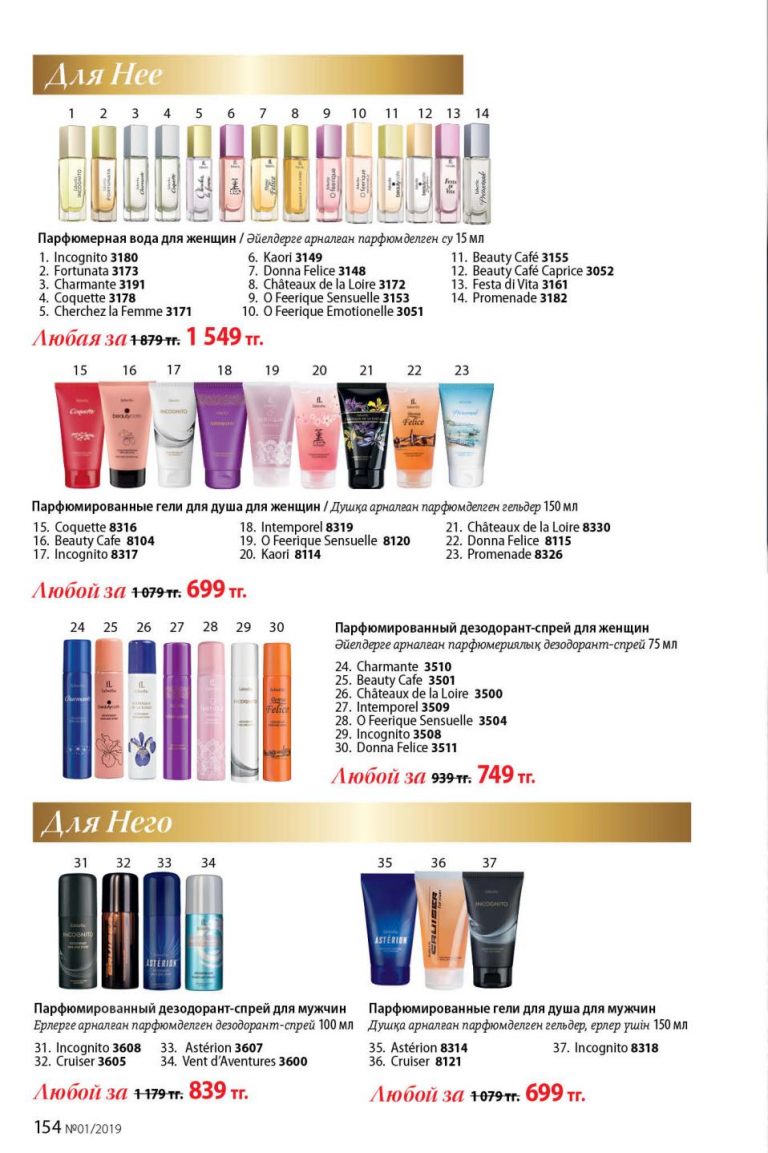 Для Нее
1 2 3 4 5 6 7 8 9 10 11 12 13 14
Парфюмерная вода для женщин / Әйелдерге арналған парфюмделген су 15 мл
1. Incognito 3180
2. Fortunata 3173
3. Charmante 3191
4. Coquette 3178
5. Cherchez la Femme 3171
6. Kaori 3149
7. Donna Felice 3148
8. Châteaux de la Loire 3172
9. O Feerique Sensuelle 3153
10. O Feerique Emotionelle 3051
11. Beauty Café 3155
12. Beauty Café Caprice 3052
13. Festa di Vita 3161
14. Promenade 3182
Любая за 1 879 тг. 1 549 тг.
15 16 17 18 19 20 21 22 23
Coquette
beautycafe
INCOGNITO
Felice
Парфюмированные гели для душа для женщин / Душқа арналған парфюмделген гельдер 150 мл
15. Coquette 8316
16. Beauty Cafe 8104
17. Incognito 8317
18. Intemporel 8319
19. O Feerique Sensuelle 8120
20. Kaori 8114
21. Châteaux de la Loire 8330
22. Donna Felice 8115
23. Promenade 8326
Любой за 1 079 тг. 699 тг.
24 25 26 27 28 29 30
Charmante
beautycafe
INCOGNITO
Felice
Парфюмированный дезодорант-спрей для женщин
Әйелдерге арналған парфюмериялық дезодорант-спрей 75 мл
24. Charmante 3510
25. Beauty Cafe 3501
26. Châteaux de la Loire 3500
27. Intemporel 3509
28. O Feerique Sensuelle 3504
29. Incognito 3508
30. Donna Felice 3511
Любой за 939 тг. 749 тг.
Для Него
31 32 33 34
INCOGNITO
CRUISER
ASTÉRION
35 36 37
ASTÉRION
CRUISER
INCOGNITO
Парфюмированный дезодорант-спрей для мужчин
Ерлерге арналған парфюмделген дезодорант-спрей 100 мл
31. Incognito 3608
32. Cruiser 3605
33. Astérion 3607
34. Vent d'Aventures 3600
Любой за 1 179 тг. 839 тг.
Парфюмированные гели для душа для мужчин
Душқа арналған парфюмделген гельдер, ерлер үшін 150 мл
35. Astérion 8314
36. Cruiser 8121
37. Incognito 8318
Любой за 1 079 тг. 699 тг.
154 №01/2019